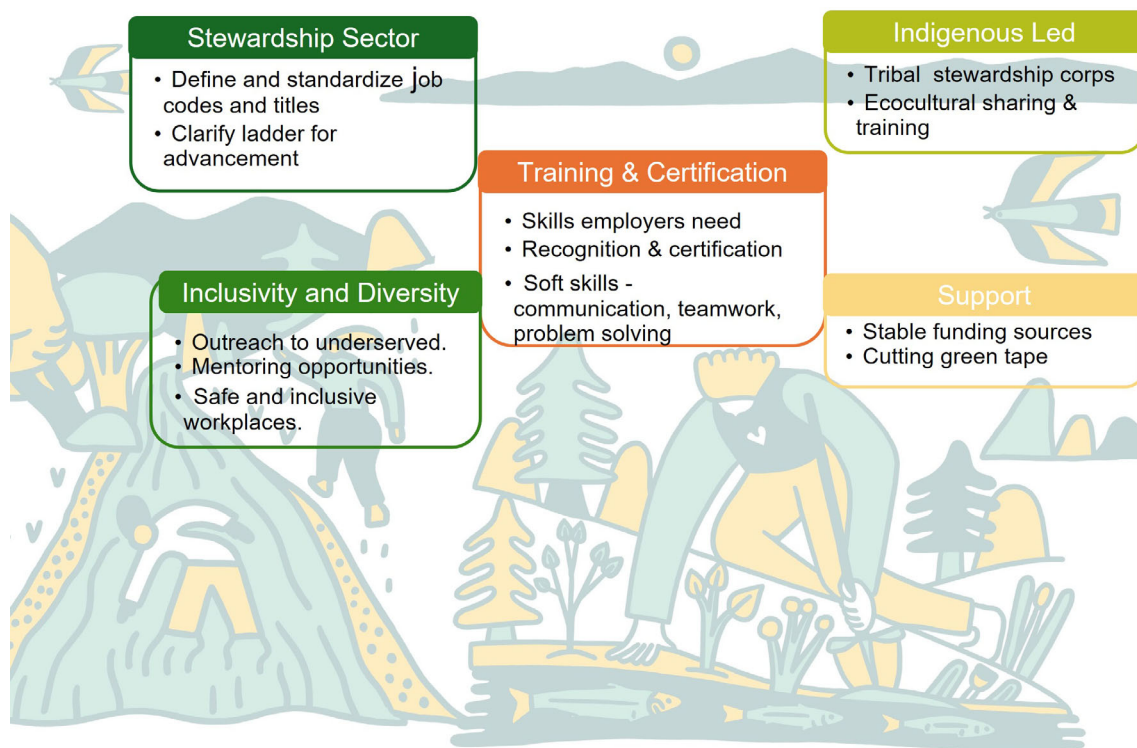 Stewardship Sector
• Define and standardize job
codes and titles
• Clarify ladder for
advancement
Indigenous Led
• Tribal stewardship corps
• Ecocultural sharing &
training
Training & Certification
• Skills employers need
• Recognition & certification
• Soft skills -
communication, teamwork,
problem solving
Inclusivity and Diversity
• Outreach to underserved.
• Mentoring opportunities.
• Safe and inclusive
workplaces.
Support
• Stable funding sources
• Cutting green tape